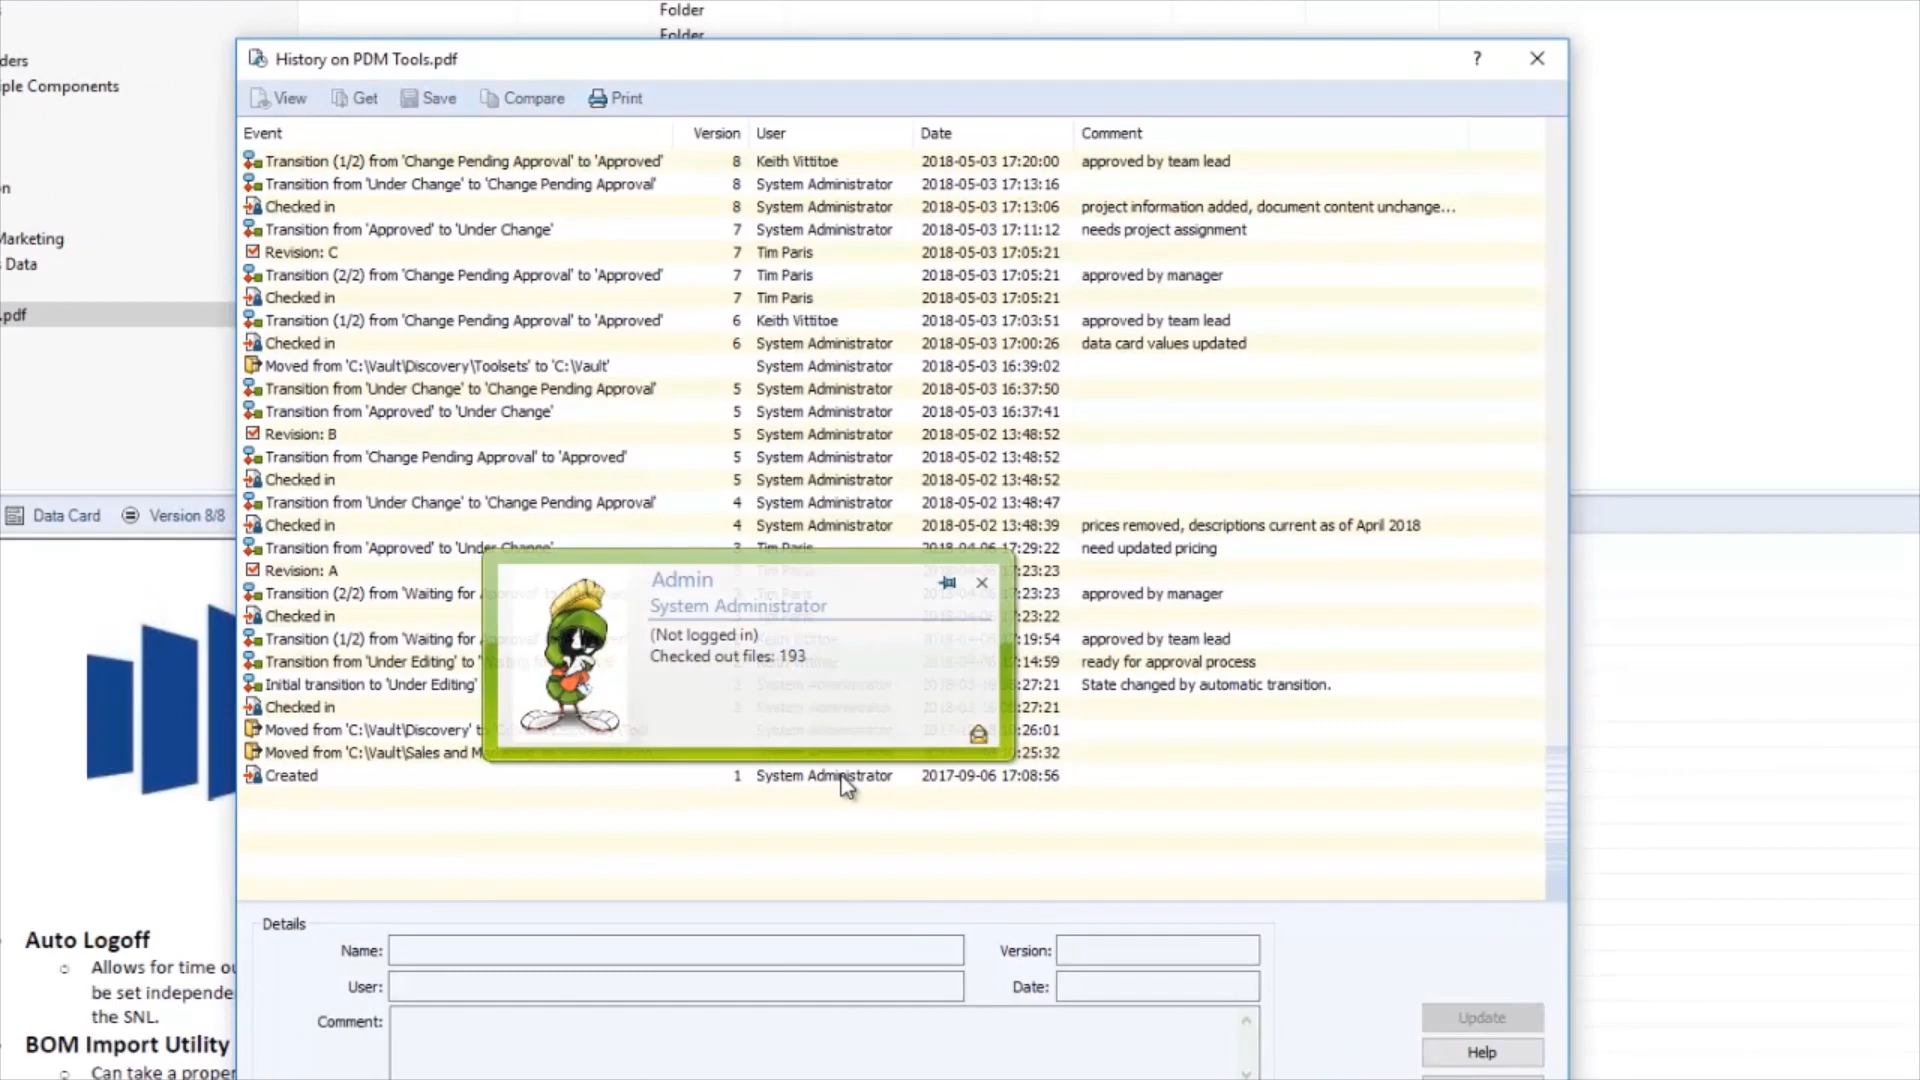 Folder
Folder
ders
iple Components
n
Marketing
s Data
.pdf
History on PDM Tools.pdf
?
View Get Save Compare Print
Event Version User Date Comment
Transition (1/2) from 'Change Pending Approval' to 'Approved' 8 Keith Vittitoe 2018-05-03 17:20:00 approved by team lead
Transition from 'Under Change' to 'Change Pending Approval' 8 System Administrator 2018-05-03 17:13:16
Checked in 8 System Administrator 2018-05-03 17:13:06 project information added, document content unchange...
Transition from 'Approved' to 'Under Change' 7 System Administrator 2018-05-03 17:11:12 needs project assignment
Revision: C 7 Tim Paris 2018-05-03 17:05:21
Transition (2/2) from 'Change Pending Approval' to 'Approved' 7 Tim Paris 2018-05-03 17:05:21 approved by manager
Checked in 7 Tim Paris 2018-05-03 17:05:21
Transition (1/2) from 'Change Pending Approval' to 'Approved' 6 Keith Vittitoe 2018-05-03 17:03:51 approved by team lead
Checked in 6 System Administrator 2018-05-03 17:00:26 data card values updated
Moved from 'C:\Vault\Discovery\Toolsets' to 'C:\Vault' System Administrator 2018-05-03 16:39:02
Transition from 'Under Change' to 'Change Pending Approval' 5 System Administrator 2018-05-03 16:37:50
Transition from 'Approved' to 'Under Change' 5 System Administrator 2018-05-03 16:37:41
Revision: B 5 System Administrator 2018-05-02 13:48:52
Transition from 'Change Pending Approval' to 'Approved' 5 System Administrator 2018-05-02 13:48:52
Checked in 5 System Administrator 2018-05-02 13:48:52
Transition from 'Under Change' to 'Change Pending Approval' 4 System Administrator 2018-05-02 13:48:47
Checked in 4 System Administrator 2018-05-02 13:48:39 prices removed, descriptions current as of April 2018
Transition from 'Approved' to 'Under Change' 3 Tim Paris 2018-04-06 17:29:22 need updated pricing
Revision: A :23:23
Transition (2/2) from 'Waiting for :23:23 approved by manager
Checked in :23:22
Transition (1/2) from 'Waiting for :19:54 approved by team lead
Transition from 'Under Editing' to ' :14:59 ready for approval process
Initial transition to 'Under Editing' :27:21 State changed by automatic transition.
Checked in :27:21
Moved from 'C:\Vault\Discovery' to :26:01
Moved from 'C:\Vault\Sales and M :25:32
Created 1 System Administrator 2017-09-06 17:08:56
Admin
System Administrator
(Not logged in)
Checked out files: 193
Data Card Version 8/8
Auto Logoff
Allows for time ou
be set independe
the SNL.
BOM Import Utility
Can take a proper
Details
Name: Version:
User: Date:
Comment:
Update
Help